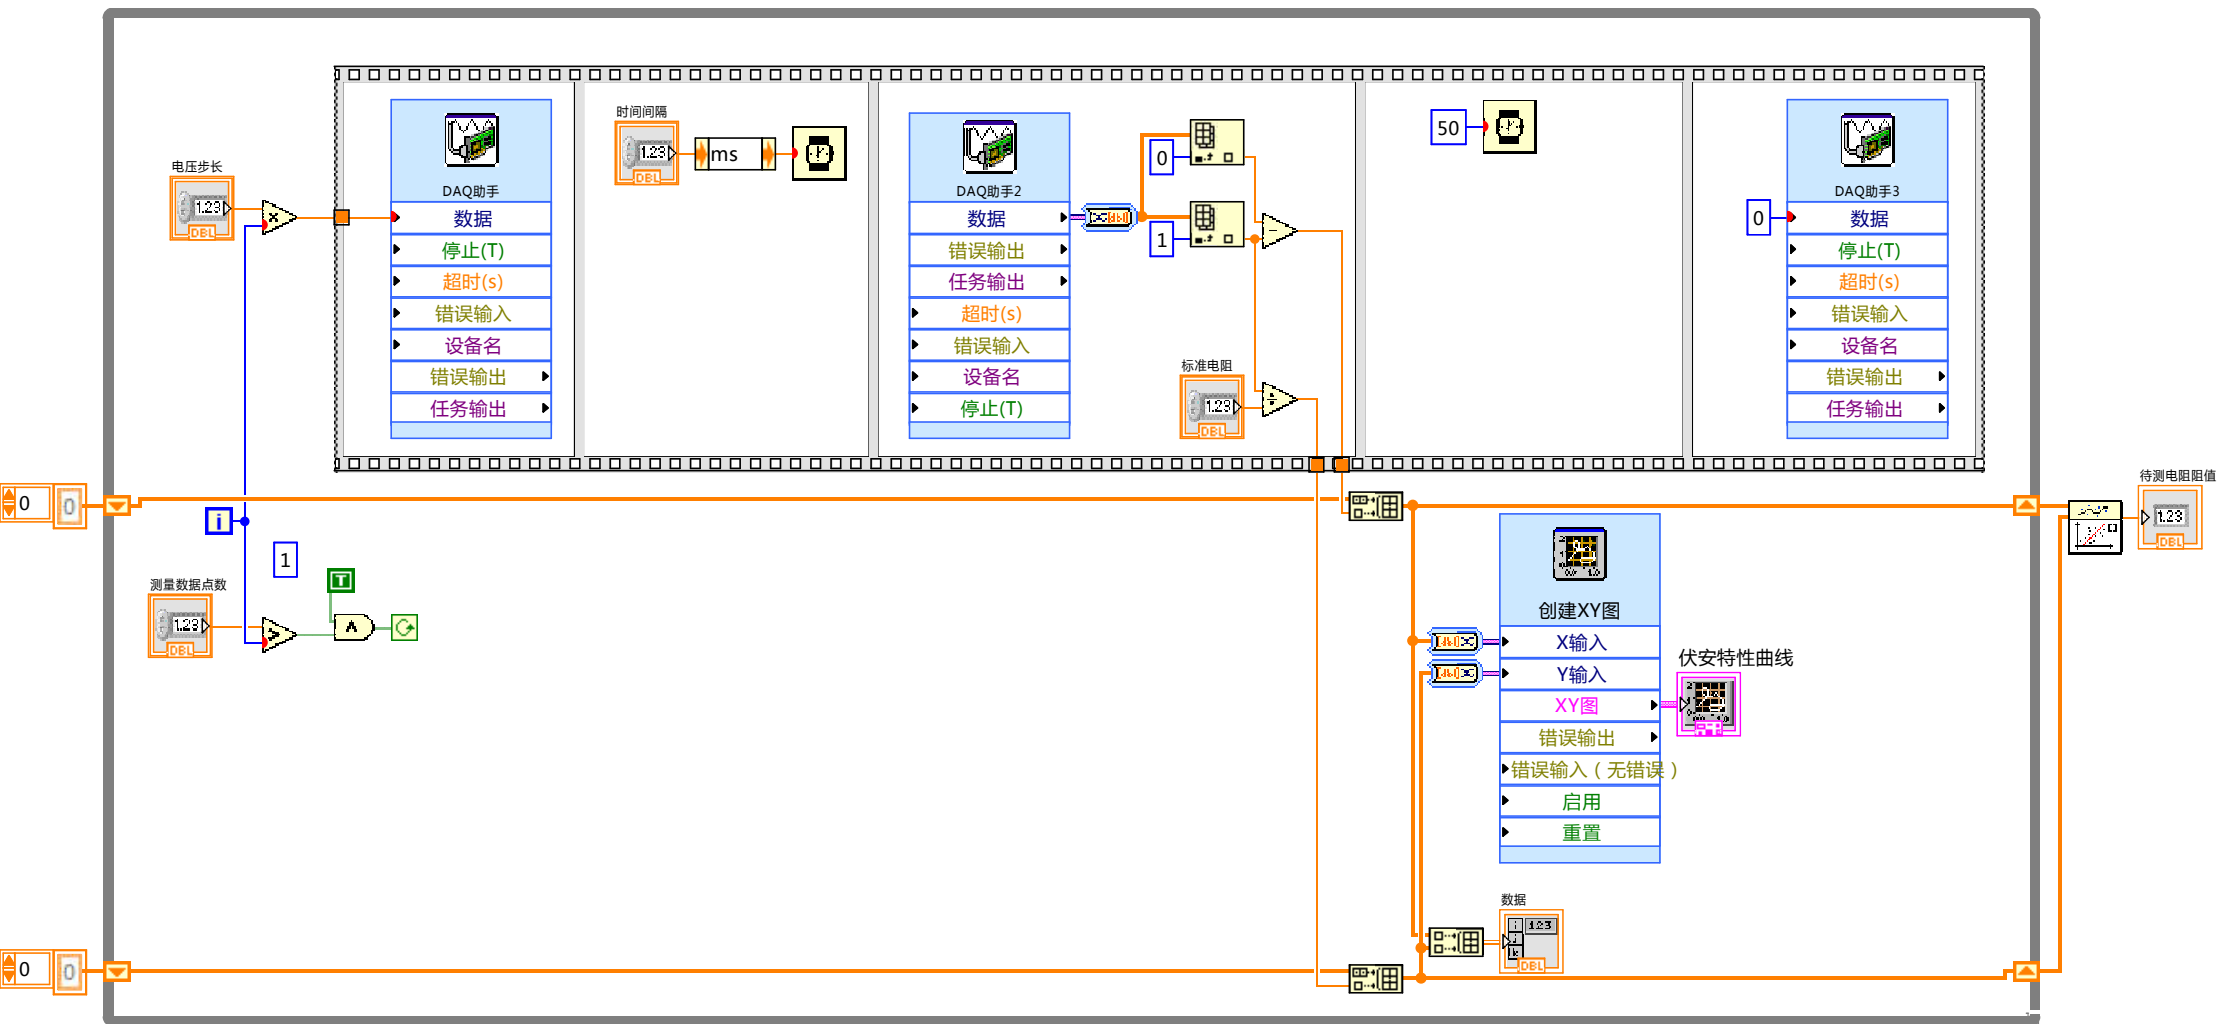 电压步长
1.23
DBL
DAQ助手
数据
停止(T)
超时(s)
错误输入
设备名
错误输出
任务输出
时间间隔
1.23
DBL
ms
DAQ助手2
数据
错误输出
任务输出
超时(s)
错误输入
设备名
停止(T)
0
1
标准电阻
1.23
DBL
50
DAQ助手3
0
数据
停止(T)
超时(s)
错误输入
设备名
错误输出
任务输出
0
0
i
1
T
测量数据点数
1.23
DBL
待测电阻阻值
1.23
DBL
创建XY图
X输入
Y输入
XY图
错误输出
错误输入（无错误）
启用
重置
伏安特性曲线
数据
1.23
DBL
0
0